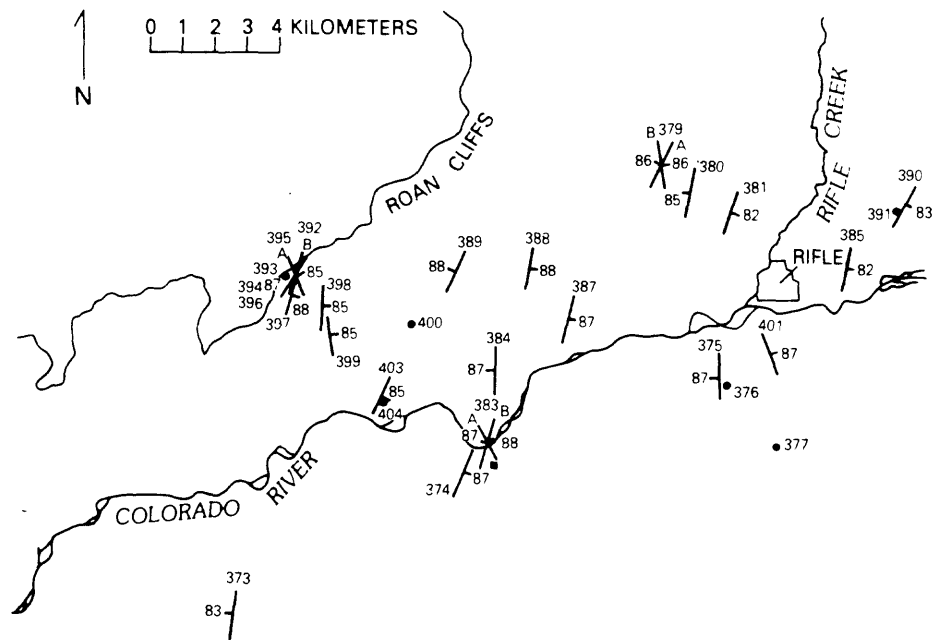 0 1 2 3 4 KILOMETERS
N
ROAN CLIFFS
RIFLE CREEK
B 379
A
86 86 380
85
381
82
390
391 83
392
395 B
A
393 85
394 87
396 88
397
398
85
85
399
389
88
388
88
387
87
385
82
RIFLE
400
384
87
401
375 87
87
376
403
85
404
383 B
A
87 88
374 87
377
COLORADO RIVER
373
83